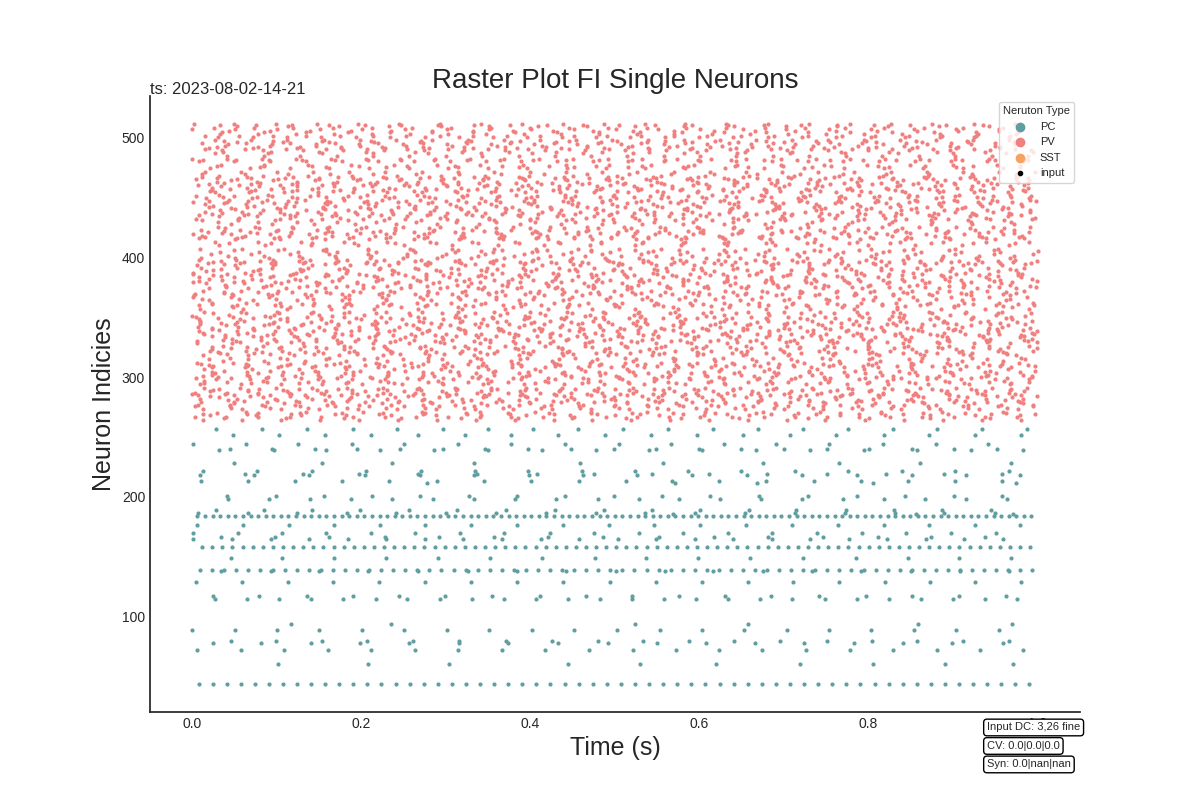 Raster Plot FI Single Neurons
ts: 2023-08-02-14-21
Neruton Type
PC
PV
SST
input
500
400
300
200
100
Neuron Indicies
0.0 0.2 0.4 0.6 0.8
Time (s)
Input DC: 3,26 fine
CV: 0.0|0.0|0.0
Syn: 0.0|nan|nan